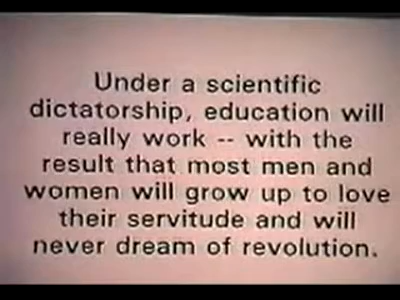 Under a scientific
dictatorship, education will
really work -- with the
result that most men and
women will grow up to love
their servitude and will
never dream of revolution.